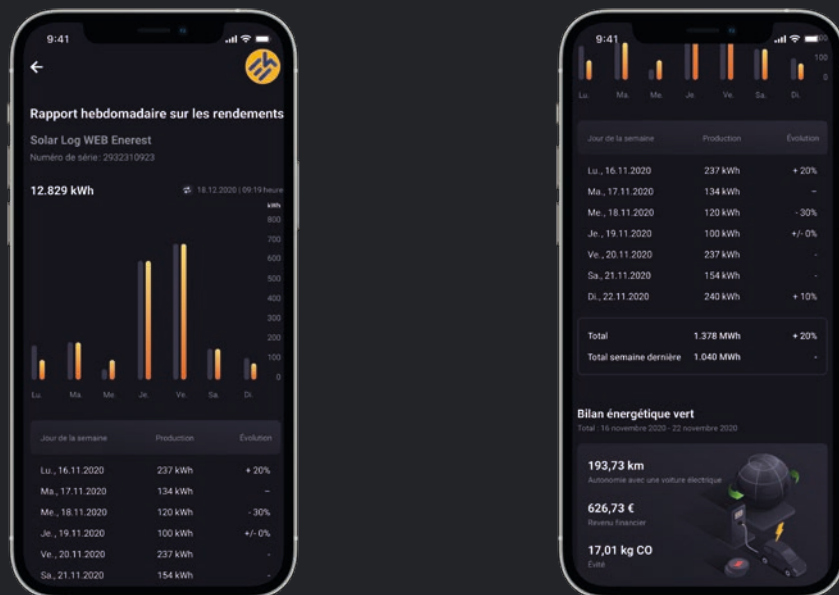 9:41
Rapport hebdomadaire sur les rendements
Solar Log WEB Enerest
Numéro de série: 2932310923
12.829 kWh
18.12.2020 | 09:19 heure
kWh
800
700
600
500
400
300
200
100
0
Lu. Ma. Me. Je. Ve. Sa. Di.
Jour de la semaine Production Évolution
Lu., 16.11.2020 237 kWh + 20%
Ma., 17.11.2020 134 kWh –
Me., 18.11.2020 120 kWh - 30%
Je., 19.11.2020 100 kWh +/- 0%
Ve., 20.11.2020 237 kWh -
Sa., 21.11.2020 154 kWh
9:41
100
0
Lu. Ma. Me. Je. Ve. Sa. Di.
Jour de la semaine Production Évolution
Lu., 16.11.2020 237 kWh + 20%
Ma., 17.11.2020 134 kWh –
Me., 18.11.2020 120 kWh - 30%
Je., 19.11.2020 100 kWh +/- 0%
Ve., 20.11.2020 237 kWh -
Sa., 21.11.2020 154 kWh -
Di., 22.11.2020 240 kWh + 10%
Total 1.378 MWh + 20%
Total semaine dernière 1.040 MWh -
Bilan énergétique vert
Total : 16 novembre 2020 - 22 novembre 2020
193,73 km
Autonomie avec une voiture électrique
626,73 €
Revenu financier
17,01 kg CO
Évité